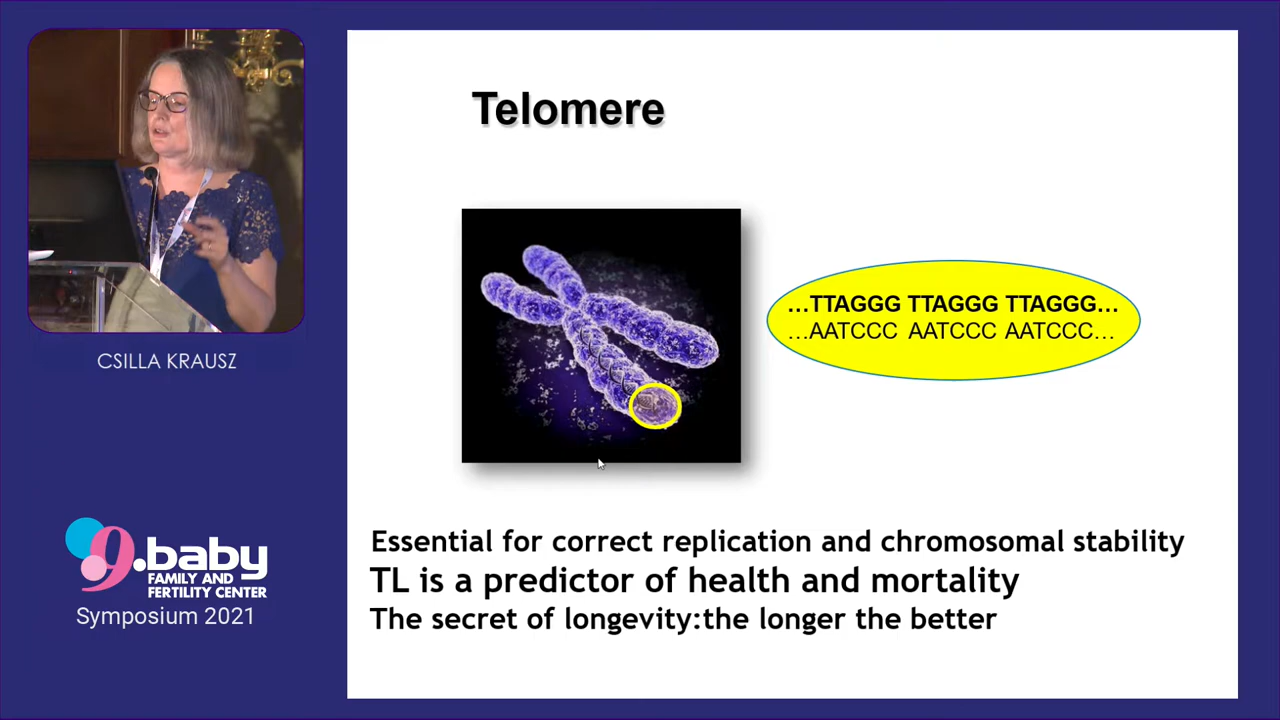 Telomere
...TTAGGG TTAGGG TTAGGG...
...AATCCC AATCCC AATCCC...
CSILLA KRAUSZ
9.baby
FAMILY AND
FERTILITY CENTER
Symposium 2021
Essential for correct replication and chromosomal stability
TL is a predictor of health and mortality
The secret of longevity:the longer the better